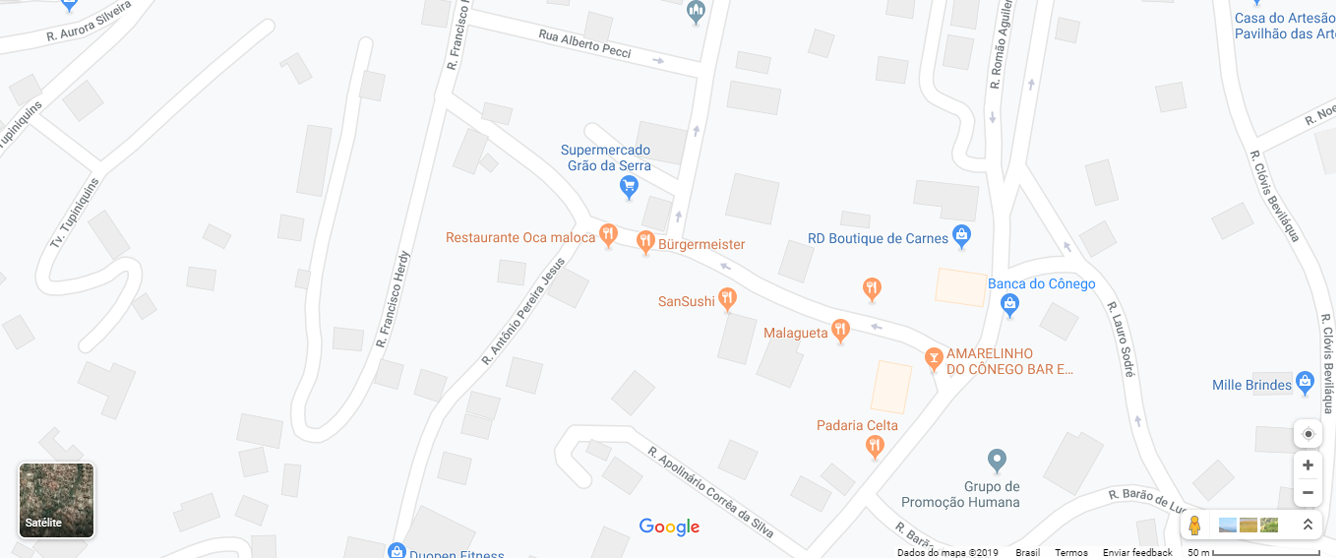 R. Aurora Silveira
R. Francisco
Rua Alberto Pecci
R. Romão Aguiler
Casa do Artesão
Pavilhão das Arte
Tupiniquins
Tv. Tupiniquins
Supermercado
Grão da Serra
R. Noe
R. Clóvis Beviláqua
Restaurante Oca maloca
Bürgermeister
RD Boutique de Carnes
R. Francisco Herdy
R. Antônio Pereira Jesus
SanSushi
Banca do Cônego
Malagueta
R. Lauro Sodré
R. Clóvis Beviláqua
AMARELINHO
DO CÔNEGO BAR E...
Mille Brindes
Padaria Celta
R. Apolinário Corrêa da Silva
Grupo de
Promoção Humana
R. Barão de Luc
R. Barão
Satélite
Google
Duopen Fitness
Dados do mapa ©2019 Brasil Termos Enviar feedback 50 m